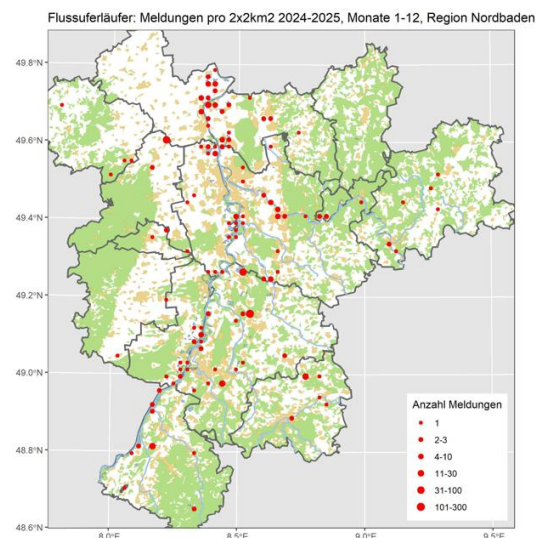 Flussuferläufer: Meldungen pro 2x2km2 2024-2025, Monate 1-12, Region Nordbaden
49.8°N
49.6°N
49.4°N
49.2°N
49.0°N
48.8°N
48.6°N
8.0°E
8.5°E
9.0°E
9.5°E
Anzahl Meldungen
1
2-3
4-10
11-30
31-100
101-300